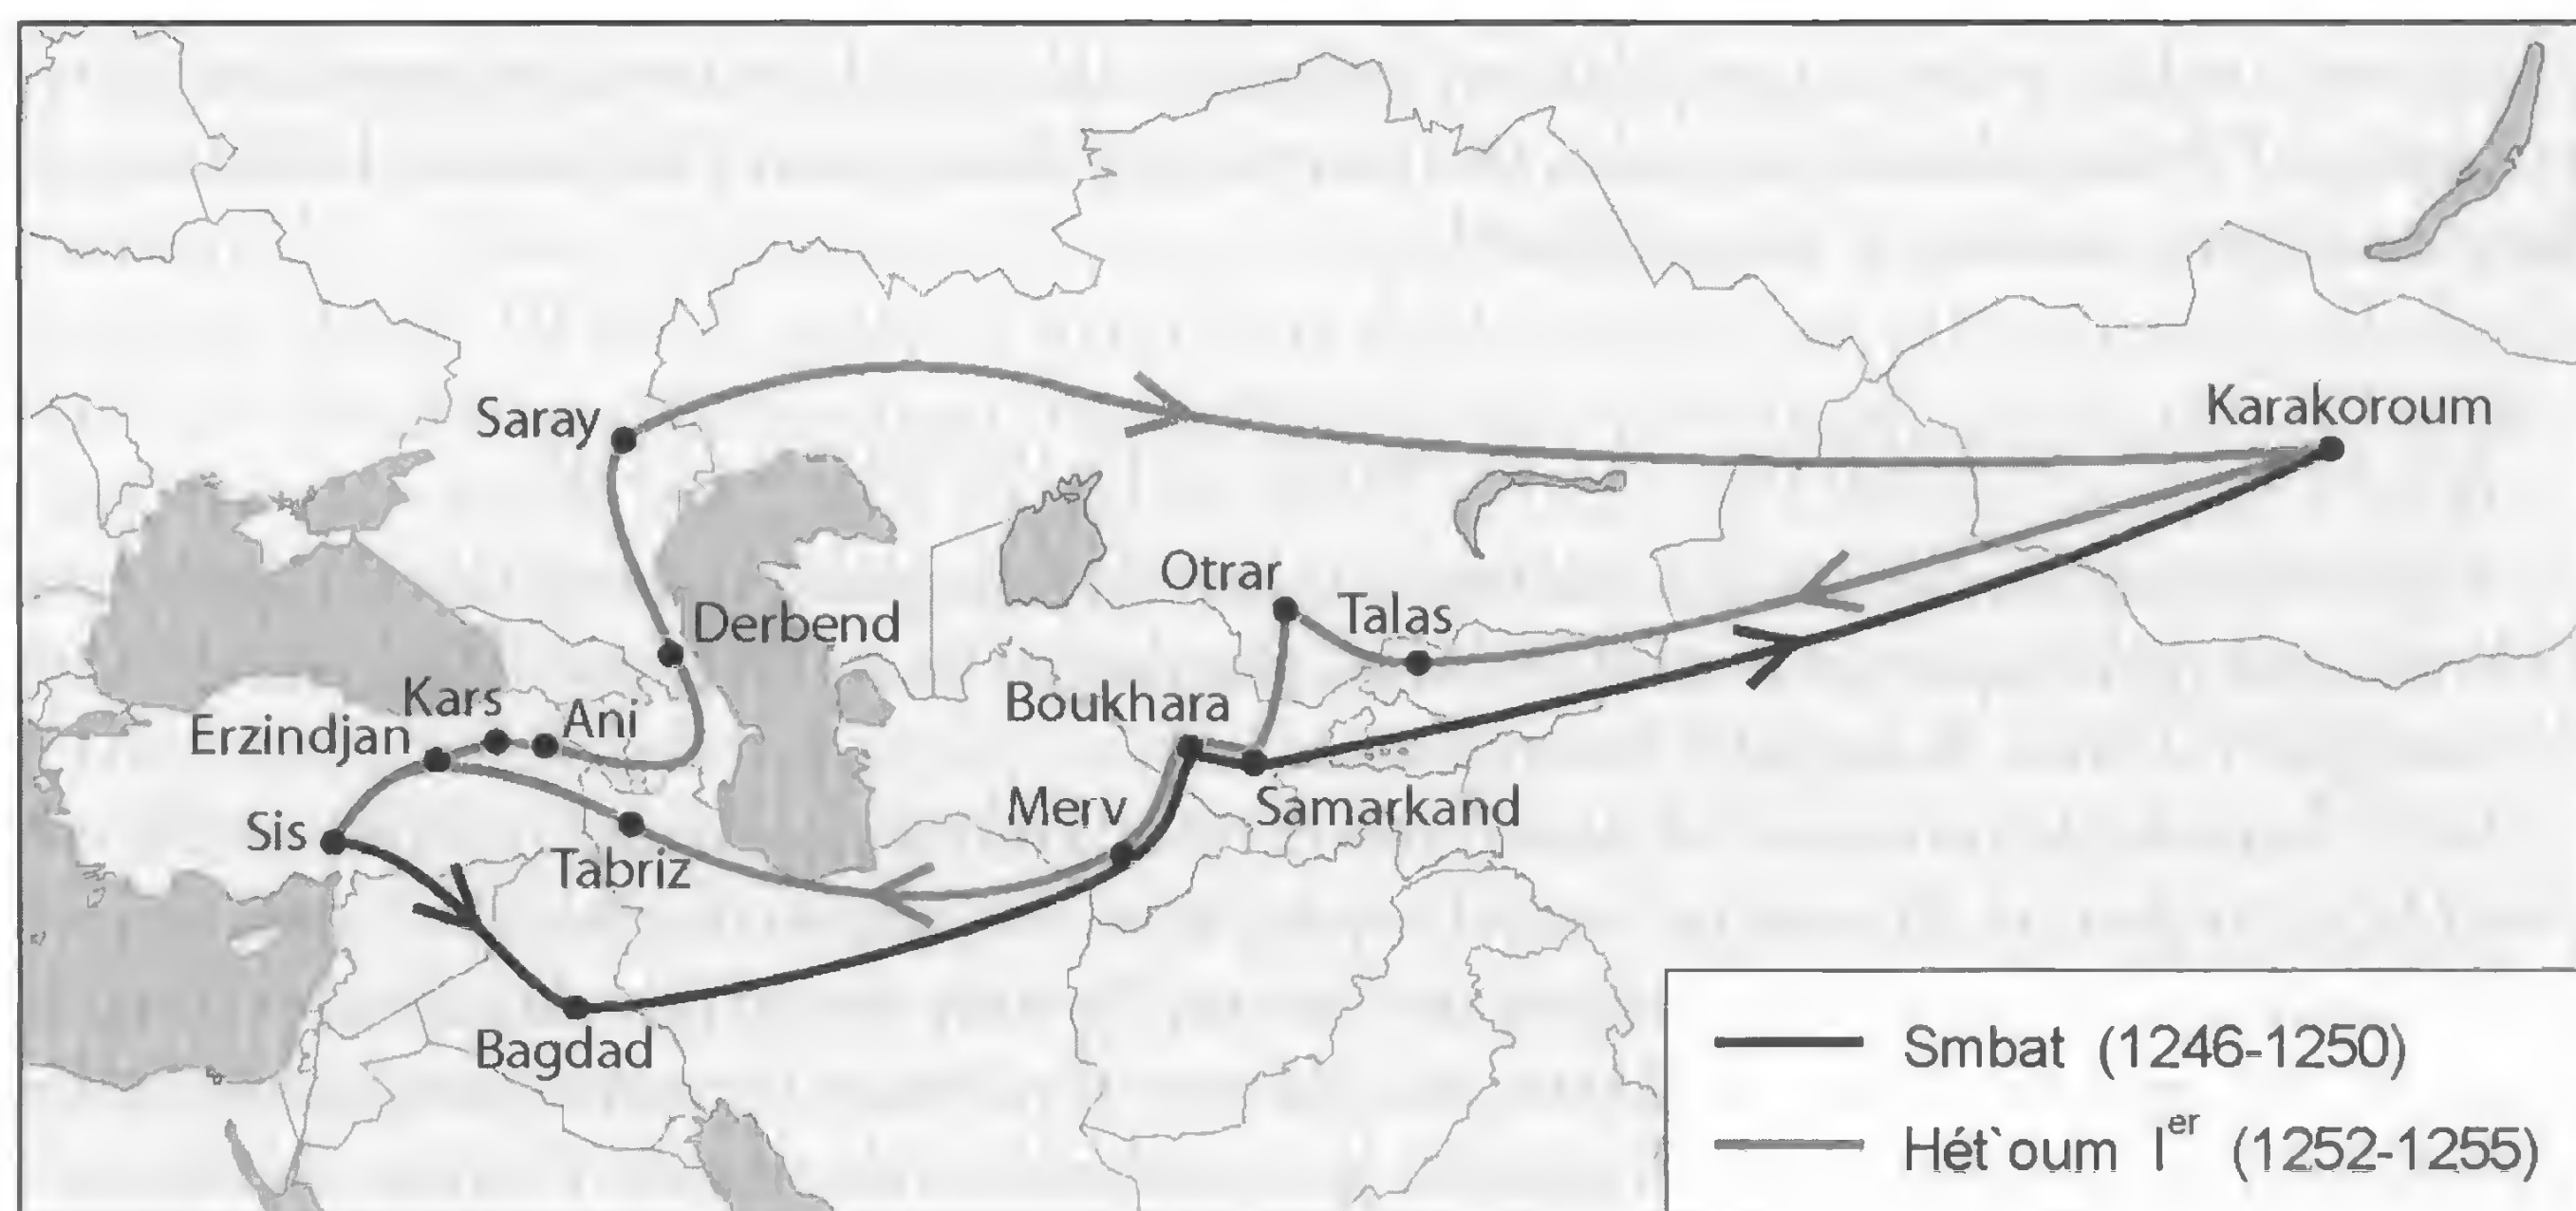 Saray
Karakoroum
Otrar
Talas
Derbend
Kars
Ani
Boukhara
Erzindjan
Merv
Samarkand
Sis
Tabriz
Bagdad
Smbat (1246-1250)
Hét`oum Ier (1252-1255)